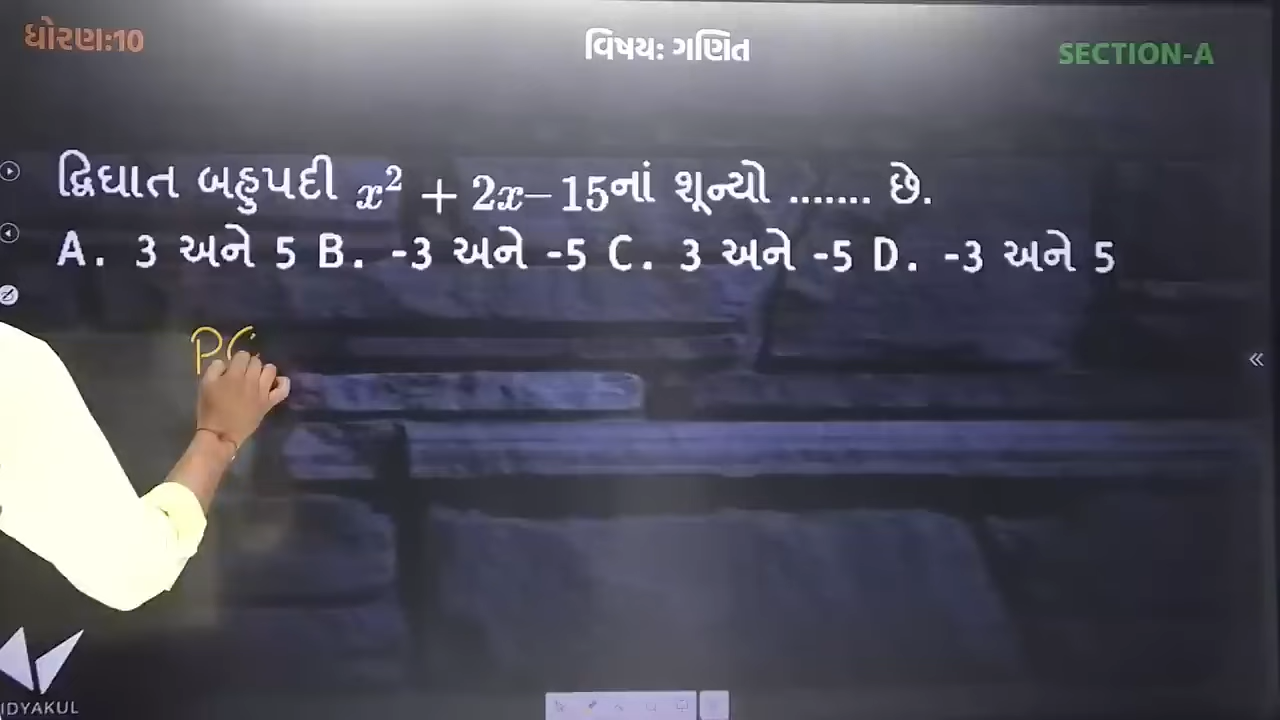 ધોરણ:10
વિષય: ગણિત
SECTION-A
દ્વિઘાત બહુપદી x² + 2x – 15નાં શૂન્યો ....... છે.
A. 3 અને 5 B. -3 અને -5 C. 3 અને -5 D. -3 અને 5
P(
IDYAKUL